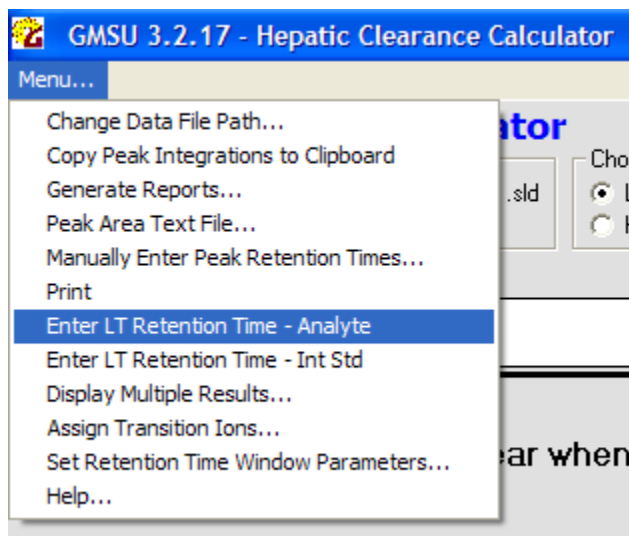 GMSU 3.2.17 - Hepatic Clearance Calculator
Menu...
Change Data File Path...
Copy Peak Integrations to Clipboard
Generate Reports...
Peak Area Text File...
Manually Enter Peak Retention Times...
Print
Enter LT Retention Time - Analyte
Enter LT Retention Time - Int Std
Display Multiple Results...
Assign Transition Ions...
Set Retention Time Window Parameters...
Help...
ator
Cho
.sld
ear when